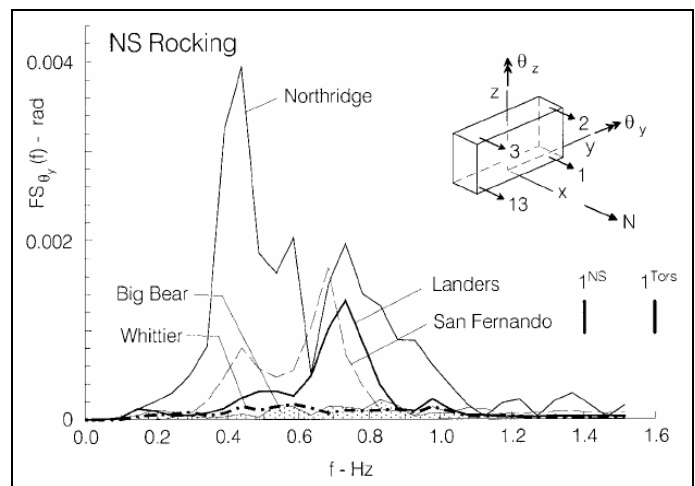 NS Rocking
0.004
0.002
0
FSθy(f) - rad
Northridge
Big Bear
Whittier
Landers
San Fernando
θz
z
2
θy
3
y
1
x
13
N
1NS
1Tors
0.0 0.2 0.4 0.6 0.8 1.0 1.2 1.4 1.6
f - Hz